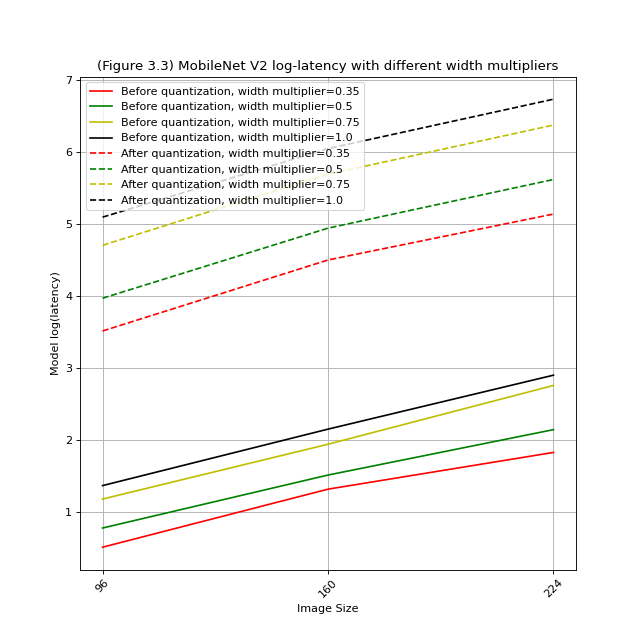 (Figure 3.3) MobileNet V2 log-latency with different width multipliers
Before quantization, width multiplier=0.35
Before quantization, width multiplier=0.5
Before quantization, width multiplier=0.75
Before quantization, width multiplier=1.0
After quantization, width multiplier=0.35
After quantization, width multiplier=0.5
After quantization, width multiplier=0.75
After quantization, width multiplier=1.0
7
6
5
4
3
2
1
Model log(latency)
96
160
224
Image Size